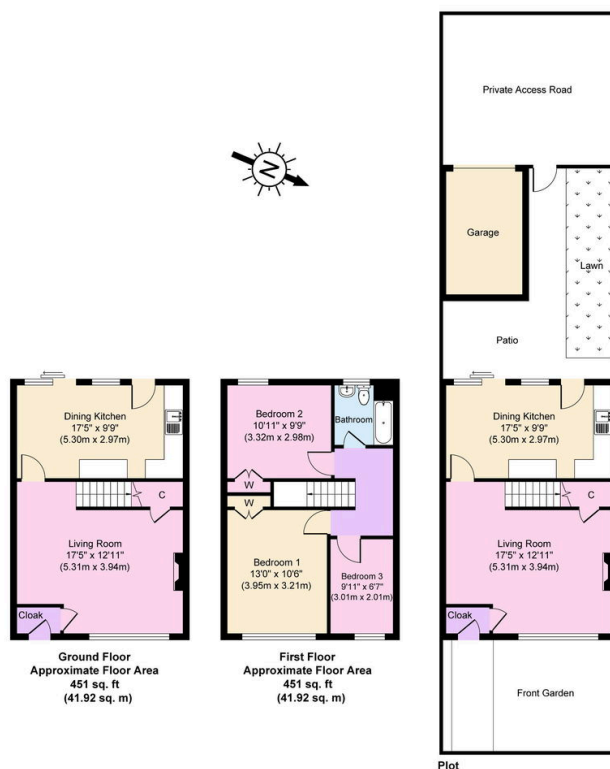 N
Dining Kitchen
17'5" x 9'9"
(5.30m x 2.97m)
C
Living Room
17'5" x 12'11"
(5.31m x 3.94m)
Cloak
Ground Floor
Approximate Floor Area
451 sq. ft
(41.92 sq. m)
Bedroom 2
10'11" x 9'9"
(3.32m x 2.98m)
Bathroom
W
W
Bedroom 1
13'0" x 10'6"
(3.95m x 3.21m)
Bedroom 3
9'11" x 6'7"
(3.01m x 2.01m)
First Floor
Approximate Floor Area
451 sq. ft
(41.92 sq. m)
Private Access Road
Garage
Lawn
Patio
Dining Kitchen
17'5" x 9'9"
(5.30m x 2.97m)
C
Living Room
17'5" x 12'11"
(5.31m x 3.94m)
Cloak
Front Garden
Plot